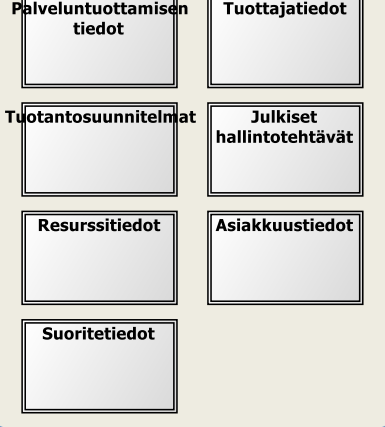 Palveluntuottamisen
tiedot
Tuottajatiedot
Tuotantosuunnitelmat
Julkiset
hallintotehtävät
Resurssitiedot
Asiakkuustiedot
Suoritetiedot